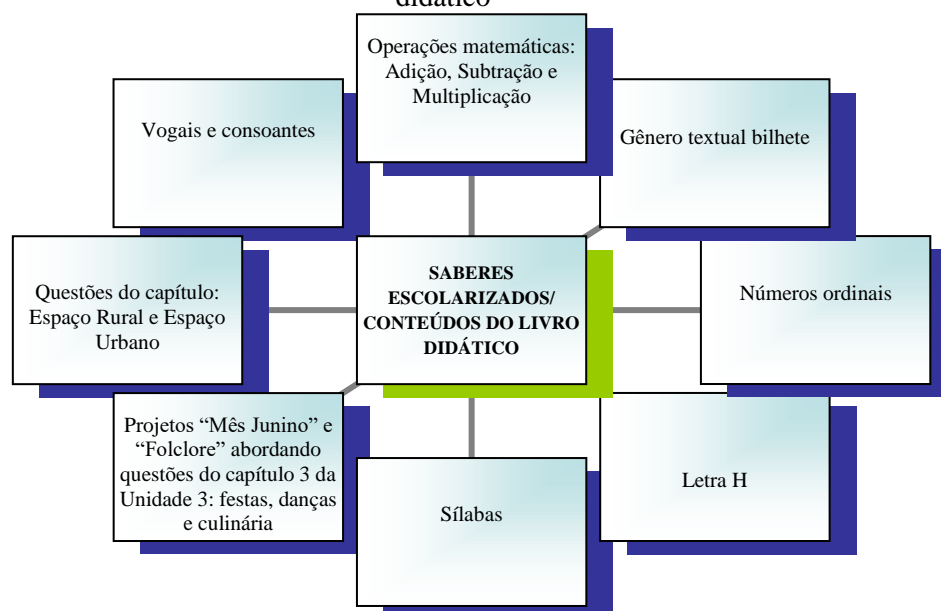 didático
Operações matemáticas:
Adição, Subtração e
Multiplicação
Vogais e consoantes
Gênero textual bilhete
Questões do capítulo:
Espaço Rural e Espaço
Urbano
SABERES
ESCOLARIZADOS/
CONTEÚDOS DO LIVRO
DIDÁTICO
Números ordinais
Projetos “Mês Junino” e
“Folclore” abordando
questões do capítulo 3 da
Unidade 3: festas, danças
e culinária
Sílabas
Letra H